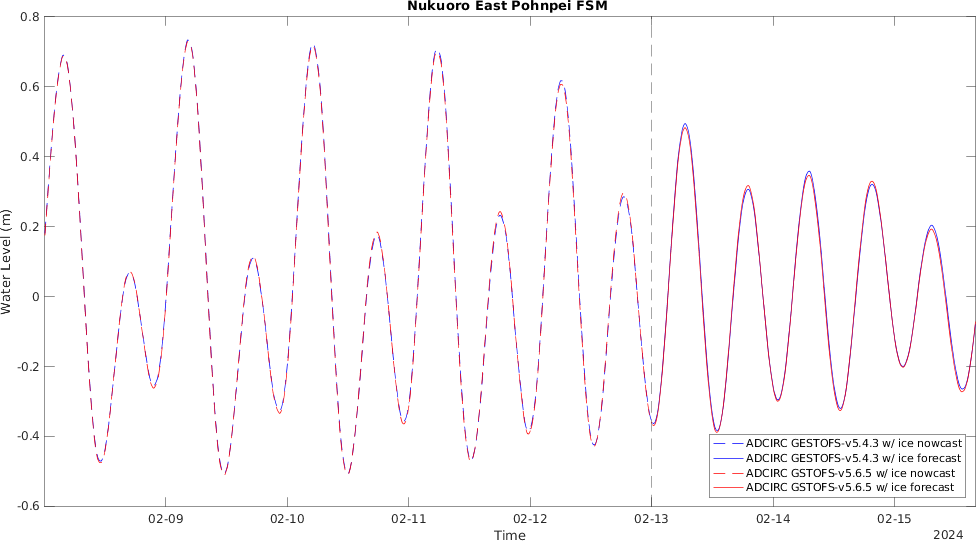 Nukuoro East Pohnpei FSM
0.8
0.6
0.4
0.2
0
-0.2
-0.4
-0.6
Water Level (m)
ADCIRC GESTOFS-v5.4.3 w/ ice nowcast
ADCIRC GESTOFS-v5.4.3 w/ ice forecast
ADCIRC GSTOFS-v5.6.5 w/ ice nowcast
ADCIRC GSTOFS-v5.6.5 w/ ice forecast
02-09 02-10 02-11 02-12 02-13 02-14 02-15
Time
2024